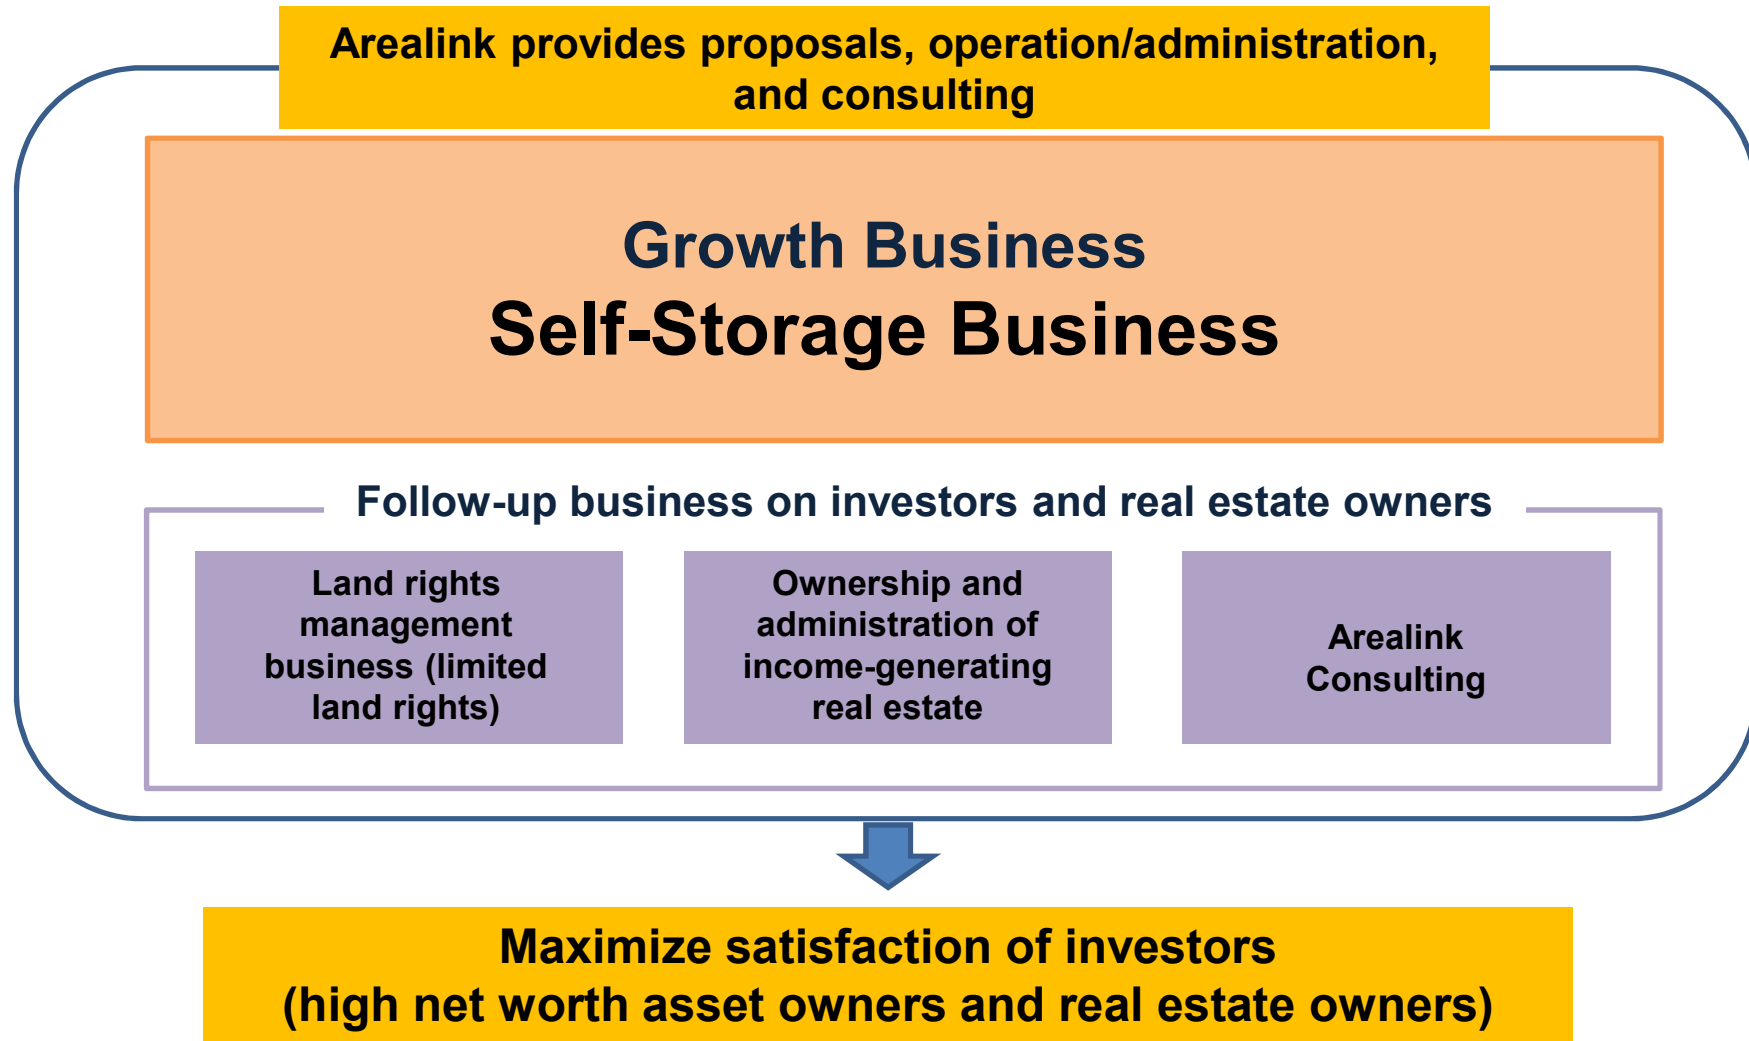 Arealink provides proposals, operation/administration,
and consulting
Growth Business
Self-Storage Business
Follow-up business on investors and real estate owners
Land rights
management
business (limited
land rights)
Ownership and
administration of
income-generating
real estate
Arealink
Consulting
Maximize satisfaction of investors
(high net worth asset owners and real estate owners)